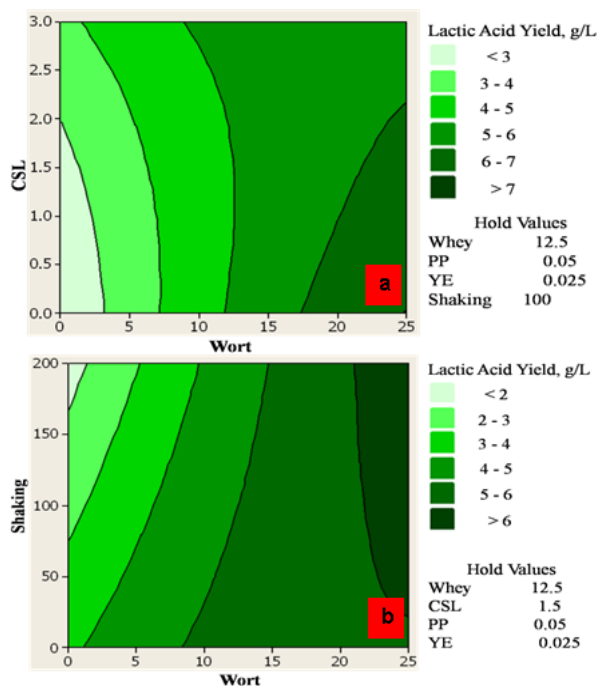 Lactic Acid Yield, g/L
< 3
3 - 4
4 - 5
5 - 6
6 - 7
> 7
Hold Values
Whey 12.5
PP 0.05
YE 0.025
Shaking 100
3.0
2.5
2.0
1.5
1.0
0.5
0.0
CSL
a
0 5 10 15 20 25
Wort
Lactic Acid Yield, g/L
< 2
2 - 3
3 - 4
4 - 5
5 - 6
> 6
Hold Values
Whey 12.5
CSL 1.5
PP 0.05
YE 0.025
200
150
100
50
0
Shaking
b
0 5 10 15 20 25
Wort